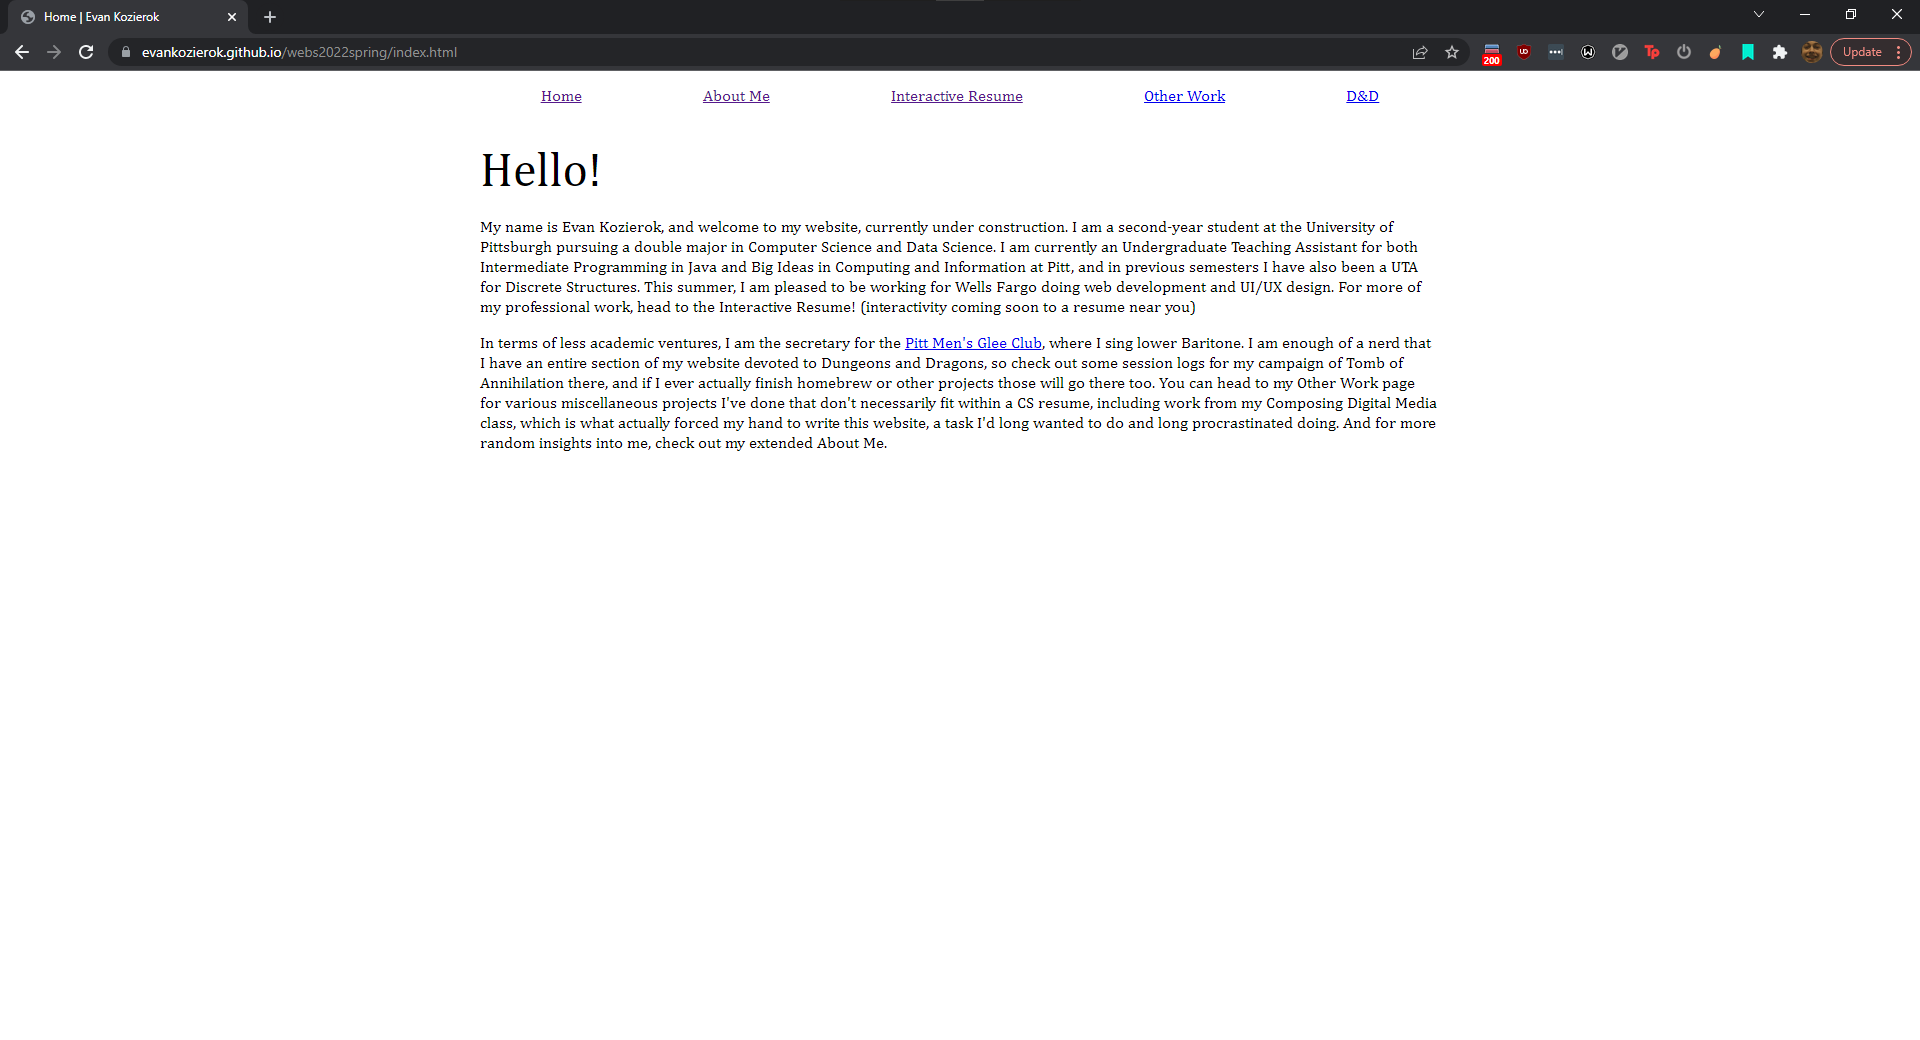 Home | Evan Kozierok
evankozierok.github.io/webs2022spring/index.html
200
UD
W
Tp
Update
Home About Me Interactive Resume Other Work D&D
Hello!
My name is Evan Kozierok, and welcome to my website, currently under construction. I am a second-year student at the University of
Pittsburgh pursuing a double major in Computer Science and Data Science. I am currently an Undergraduate Teaching Assistant for both
Intermediate Programming in Java and Big Ideas in Computing and Information at Pitt, and in previous semesters I have also been a UTA
for Discrete Structures. This summer, I am pleased to be working for Wells Fargo doing web development and UI/UX design. For more of
my professional work, head to the Interactive Resume! (interactivity coming soon to a resume near you)
In terms of less academic ventures, I am the secretary for the Pitt Men's Glee Club, where I sing lower Baritone. I am enough of a nerd that
I have an entire section of my website devoted to Dungeons and Dragons, so check out some session logs for my campaign of Tomb of
Annihilation there, and if I ever actually finish homebrew or other projects those will go there too. You can head to my Other Work page
for various miscellaneous projects I've done that don't necessarily fit within a CS resume, including work from my Composing Digital Media
class, which is what actually forced my hand to write this website, a task I'd long wanted to do and long procrastinated doing. And for more
random insights into me, check out my extended About Me.